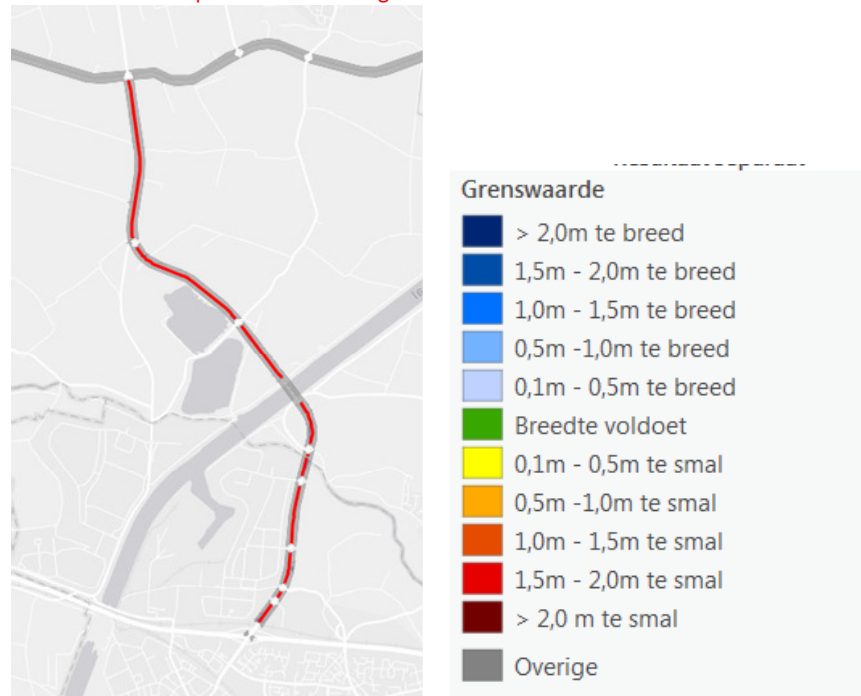 Grenswaarde
> 2,0m te breed
1,5m - 2,0m te breed
1,0m - 1,5m te breed
0,5m -1,0m te breed
0,1m - 0,5m te breed
Breedte voldoet
0,1m - 0,5m te smal
0,5m -1,0m te smal
1,0m - 1,5m te smal
1,5m - 2,0m te smal
> 2,0 m te smal
Overige